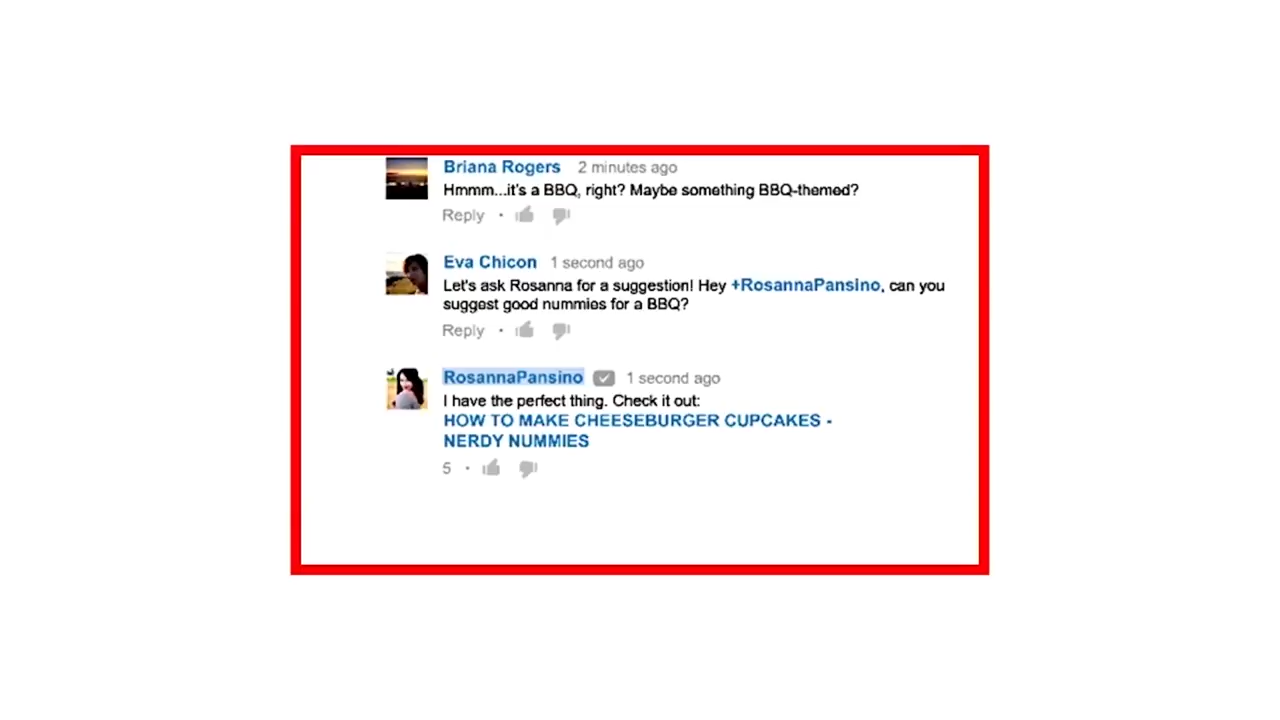 Briana Rogers 2 minutes ago
Hmmm...it's a BBQ, right? Maybe something BBQ-themed?
Reply •
Eva Chicon 1 second ago
Let's ask Rosanna for a suggestion! Hey +RosannaPansino, can you
suggest good nummies for a BBQ?
Reply •
RosannaPansino 1 second ago
I have the perfect thing. Check it out:
HOW TO MAKE CHEESEBURGER CUPCAKES -
NERDY NUMMIES
5 •